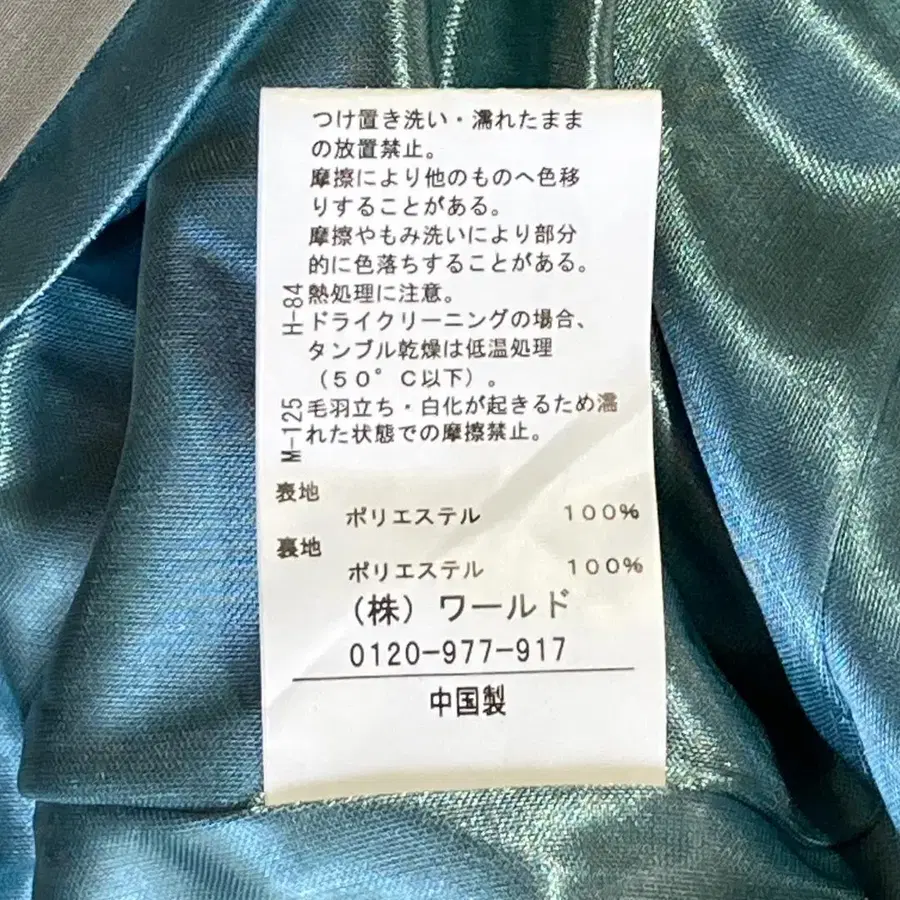 つけ置き洗い・濡れたまま
の放置禁止。
摩擦により他のものへ色移
りすることがある。
摩擦やもみ洗いにより部分
的に色落ちすることがある。
熱処理に注意。
H-84
ドライクリーニングの場合、
タンブル乾燥は低温処理
（５０°Ｃ以下）。
毛羽立ち・白化が起きるため濡
れた状態での摩擦禁止。
M-125
表地
ポリエステル １００％
裏地
ポリエステル １００％
（株）ワールド
0120-977-917
中国製